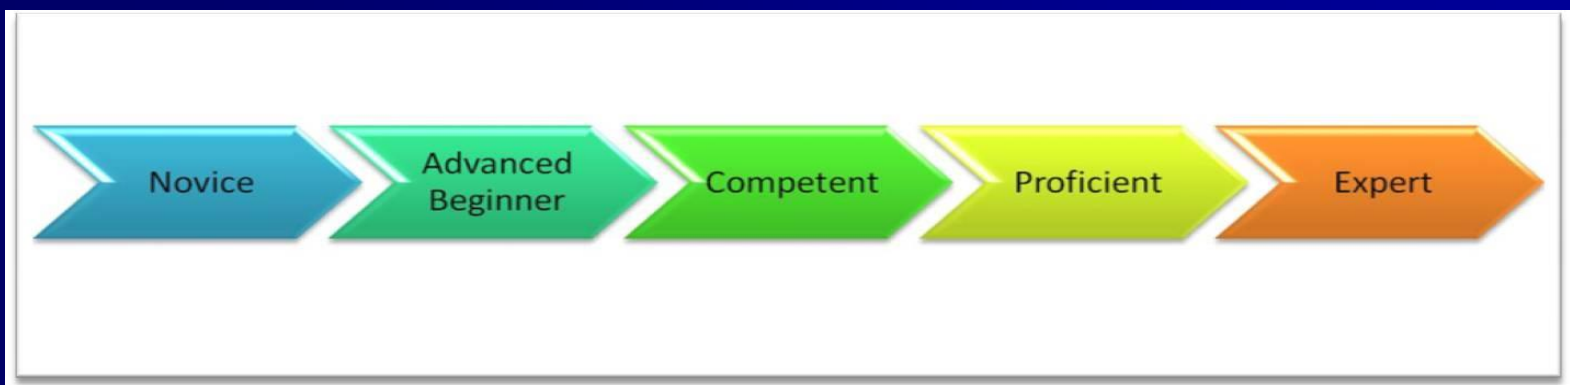 Novice
Advanced
Beginner
Competent
Proficient
Expert